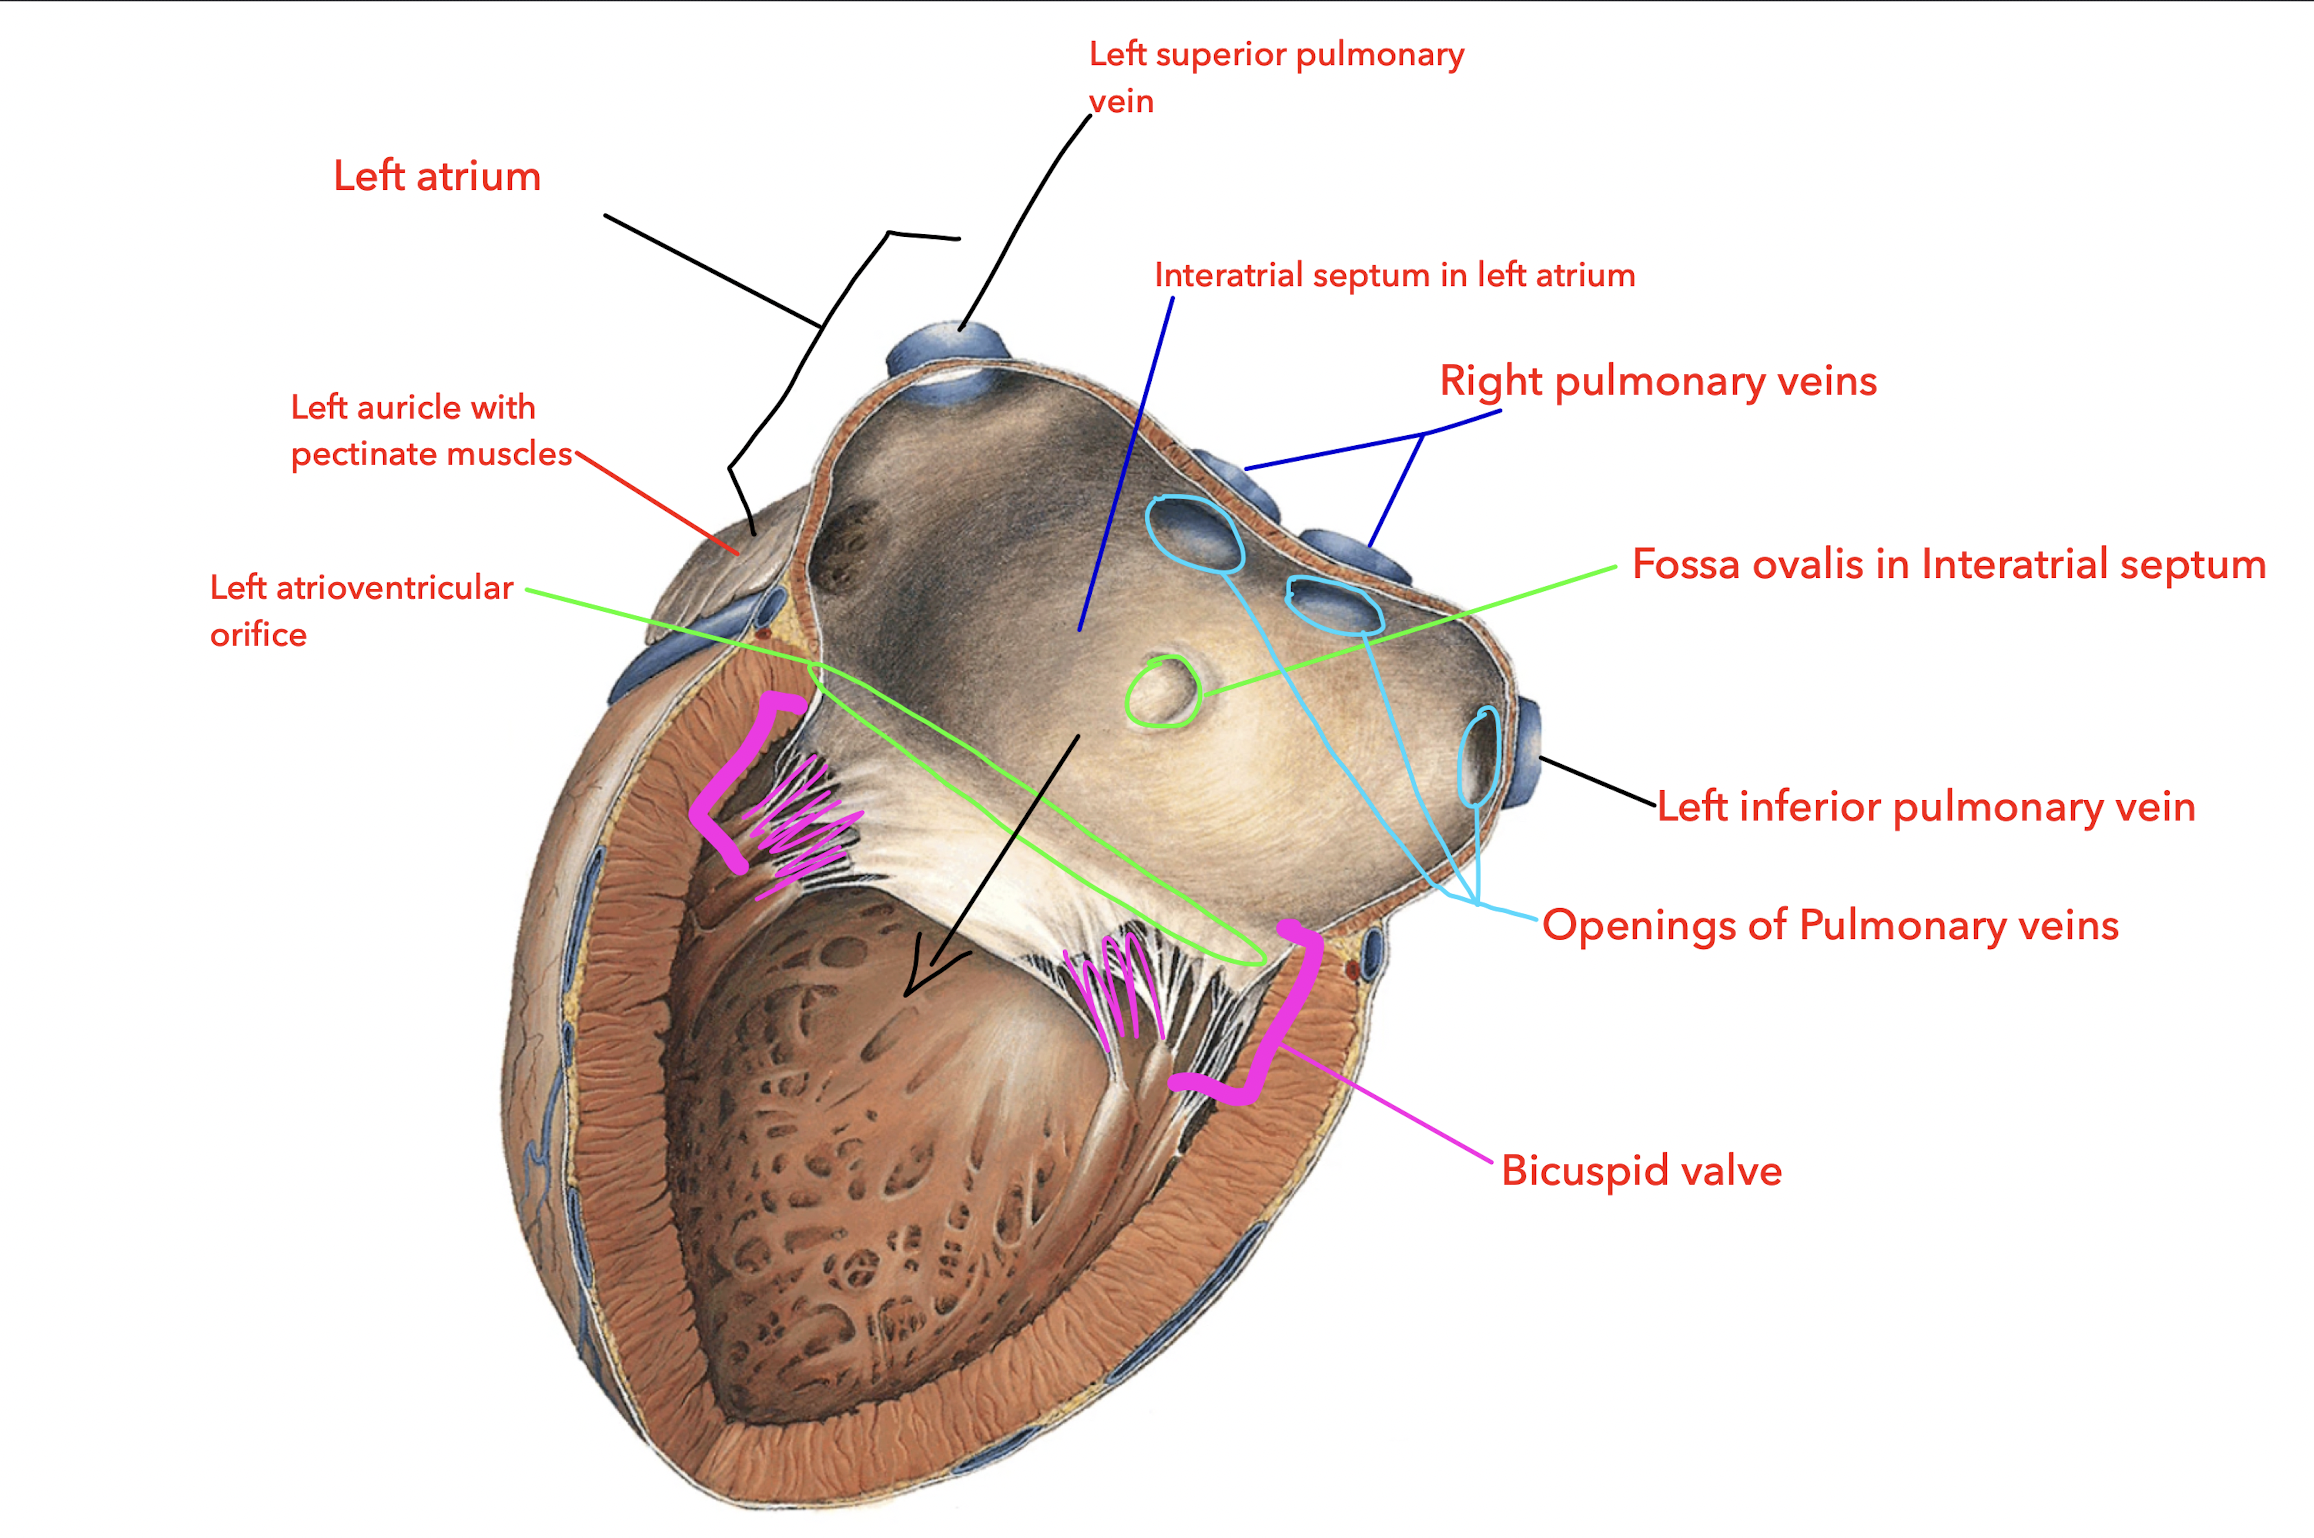 Left superior pulmonary
vein
Left atrium
Interatrial septum in left atrium
Right pulmonary veins
Left auricle with
pectinate muscles
Fossa ovalis in Interatrial septum
Left atrioventricular
orifice
Left inferior pulmonary vein
Openings of Pulmonary veins
Bicuspid valve